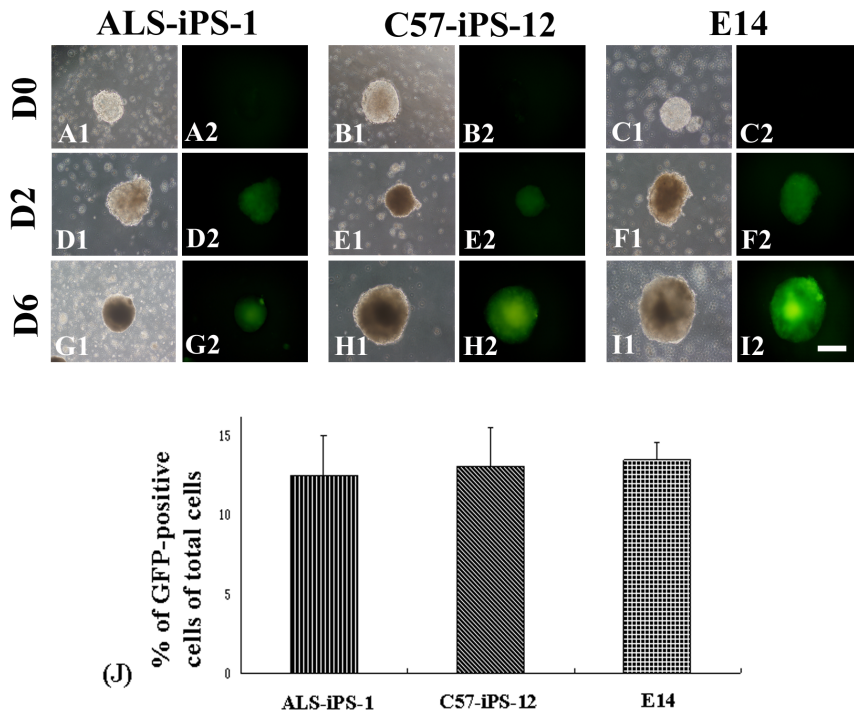 ALS-iPS-1 C57-iPS-12 E14
D0
A1 A2 B1 B2 C1 C2
D2
D1 D2 E1 E2 F1 F2
D6
G1 G2 H1 H2 I1 I2
% of GFP-positive
cells of total cells
15
10
5
0
(J)
ALS-iPS-1 C57-iPS-12 E14